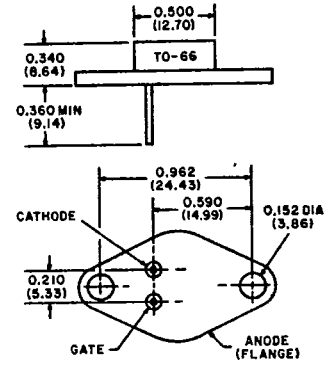 0.500
(12.70)
0.340
(8.64)
TO-66
0.360 MIN
(9.14)
0.962
(24.43)
0.590
(14.99)
0.152 DIA
(3.86)
CATHODE
0.210
(5.33)
GATE
ANODE
(FLANGE)